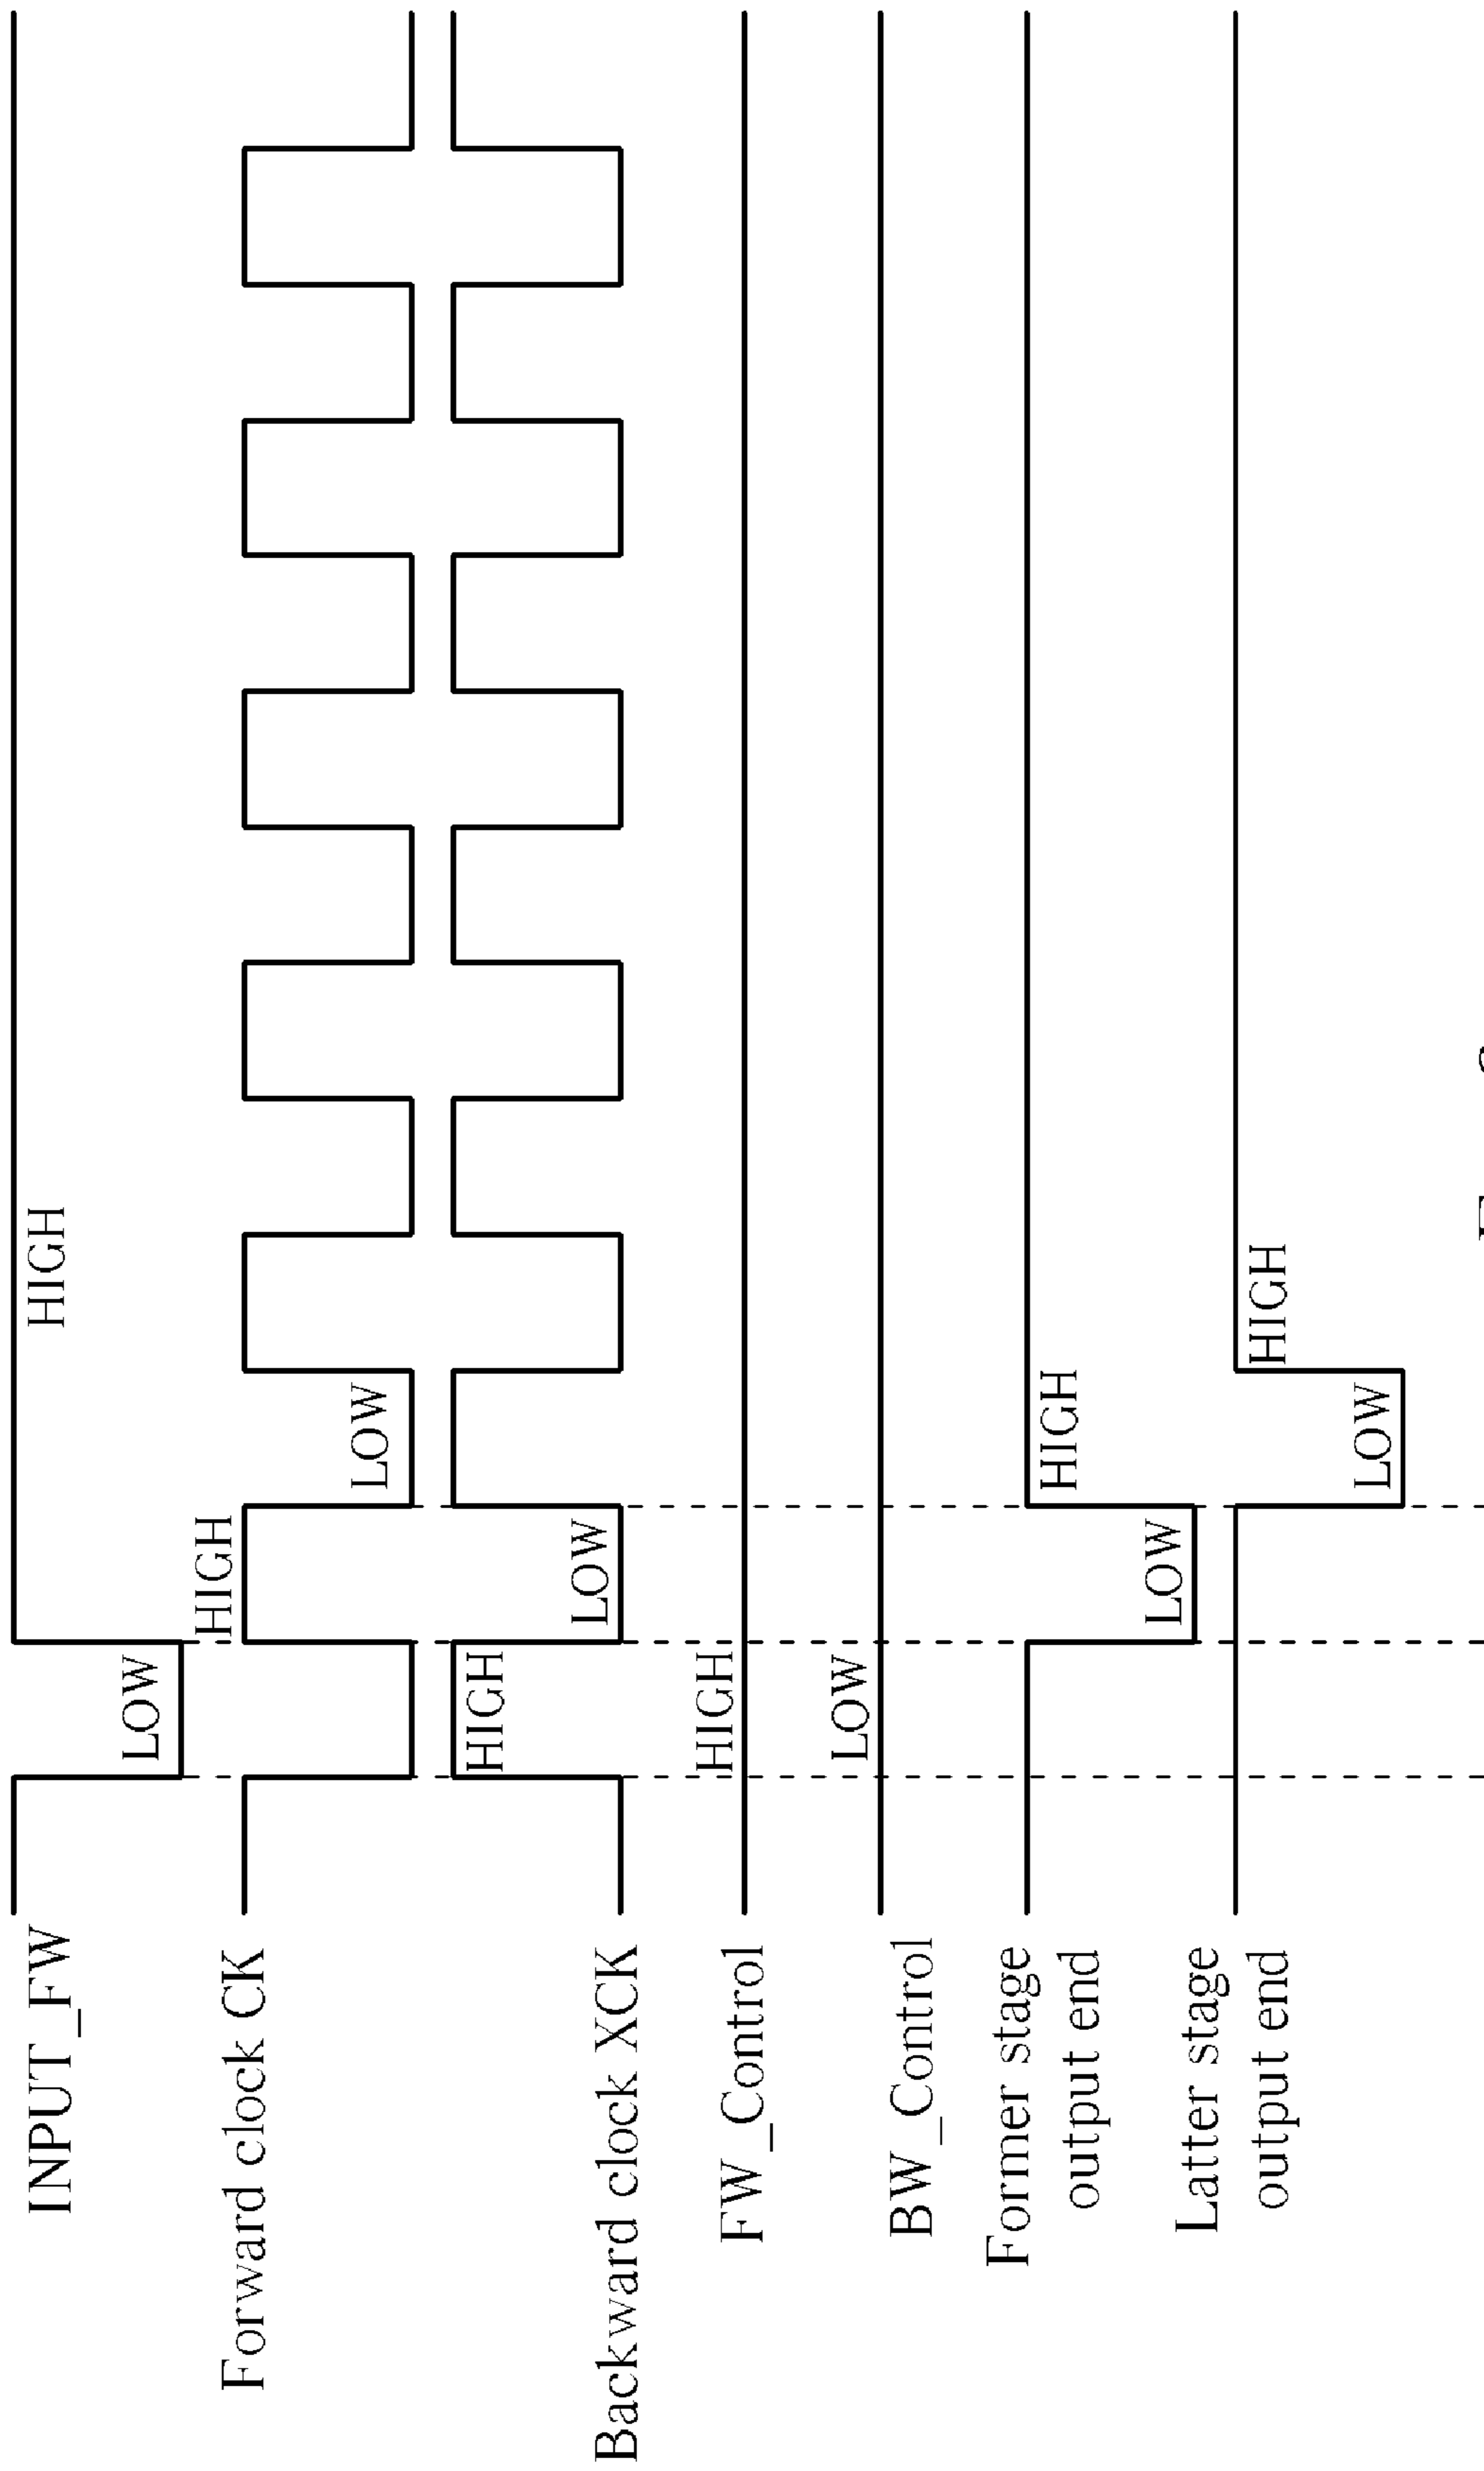 INPUT_FW
LOW
HIGH
Forward clock CK
HIGH
LOW
Backward clock XCK
HIGH
LOW
FW_Control
HIGH
BW_Control
LOW
Former stage
output end
LOW
HIGH
Latter stage
output end
LOW
HIGH